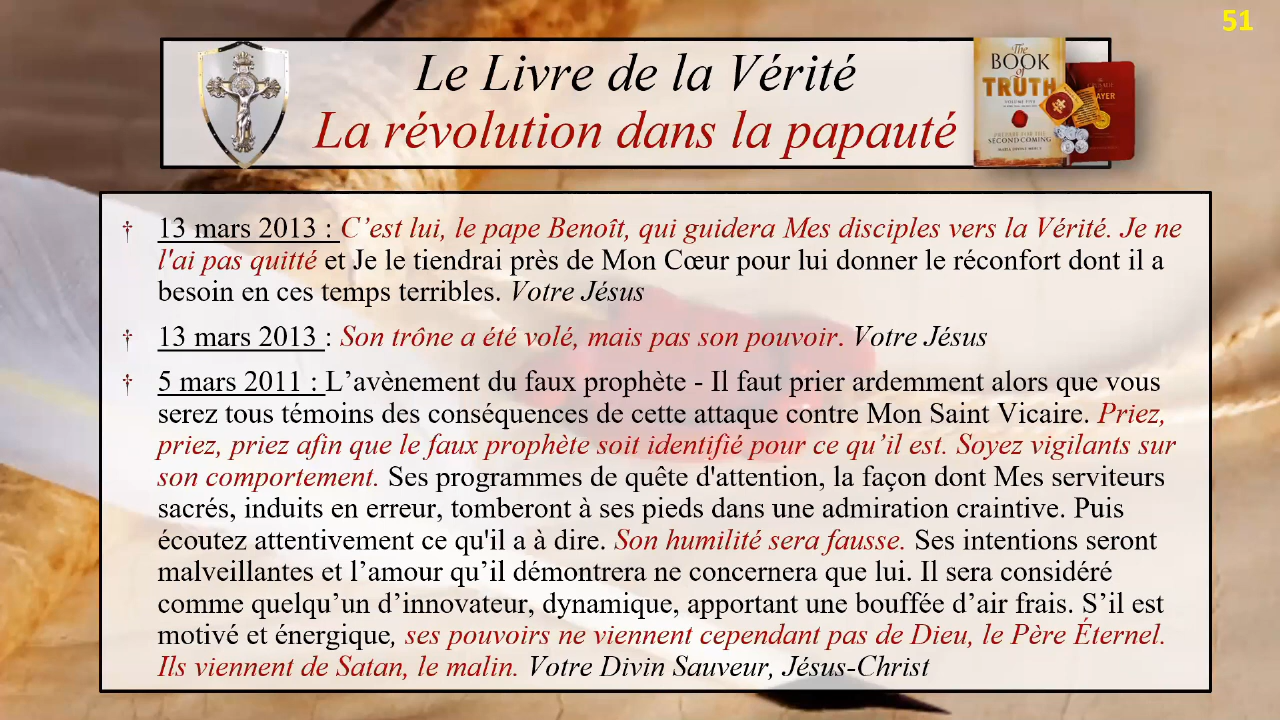 51
Le Livre de la Vérité
La révolution dans la papauté
The
BOOK
of
TRUTH
VOLUME FIVE
PREPARE FOR THE
SECOND COMING
† 13 mars 2013 : C’est lui, le pape Benoît, qui guidera Mes disciples vers la Vérité. Je ne
l'ai pas quitté et Je le tiendrai près de Mon Cœur pour lui donner le réconfort dont il a
besoin en ces temps terribles. Votre Jésus
† 13 mars 2013 : Son trône a été volé, mais pas son pouvoir. Votre Jésus
† 5 mars 2011 : L’avènement du faux prophète - Il faut prier ardemment alors que vous
serez tous témoins des conséquences de cette attaque contre Mon Saint Vicaire. Priez,
priez, priez afin que le faux prophète soit identifié pour ce qu’il est. Soyez vigilants sur
son comportement. Ses programmes de quête d'attention, la façon dont Mes serviteurs
sacrés, induits en erreur, tomberont à ses pieds dans une admiration craintive. Puis
écoutez attentivement ce qu'il a à dire. Son humilité sera fausse. Ses intentions seront
malveillantes et l’amour qu’il démontrera ne concernera que lui. Il sera considéré
comme quelqu’un d’innovateur, dynamique, apportant une bouffée d’air frais. S’il est
motivé et énergique, ses pouvoirs ne viennent cependant pas de Dieu, le Père Éternel.
Ils viennent de Satan, le malin. Votre Divin Sauveur, Jésus-Christ